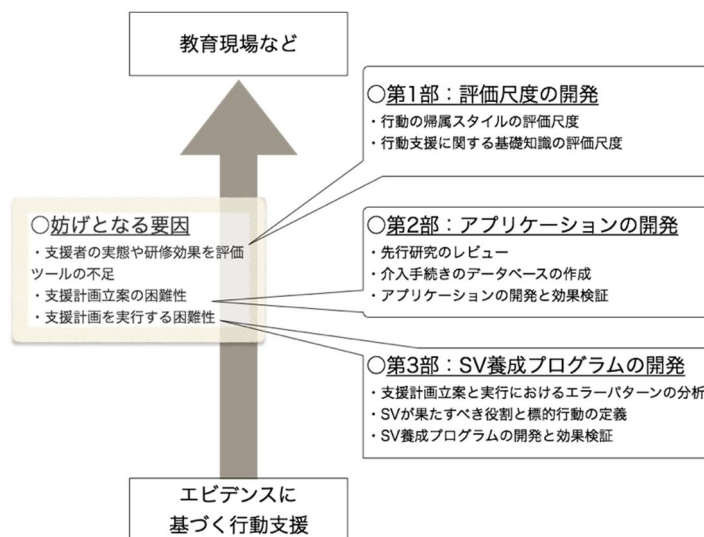 教育現場など
○第1部：評価尺度の開発
・行動の帰属スタイルの評価尺度
・行動支援に関する基礎知識の評価尺度
○妨げとなる要因
・支援者の実態や研修効果を評価
ツールの不足
・支援計画立案の困難性
・支援計画を実行する困難性
○第2部：アプリケーションの開発
・先行研究のレビュー
・介入手続きのデータベースの作成
・アプリケーションの開発と効果検証
○第3部：SV養成プログラムの開発
・支援計画立案と実行におけるエラーパターンの分析
・SVが果たすべき役割と標的行動の定義
・SV養成プログラムの開発と効果検証
エビデンスに
基づく行動支援